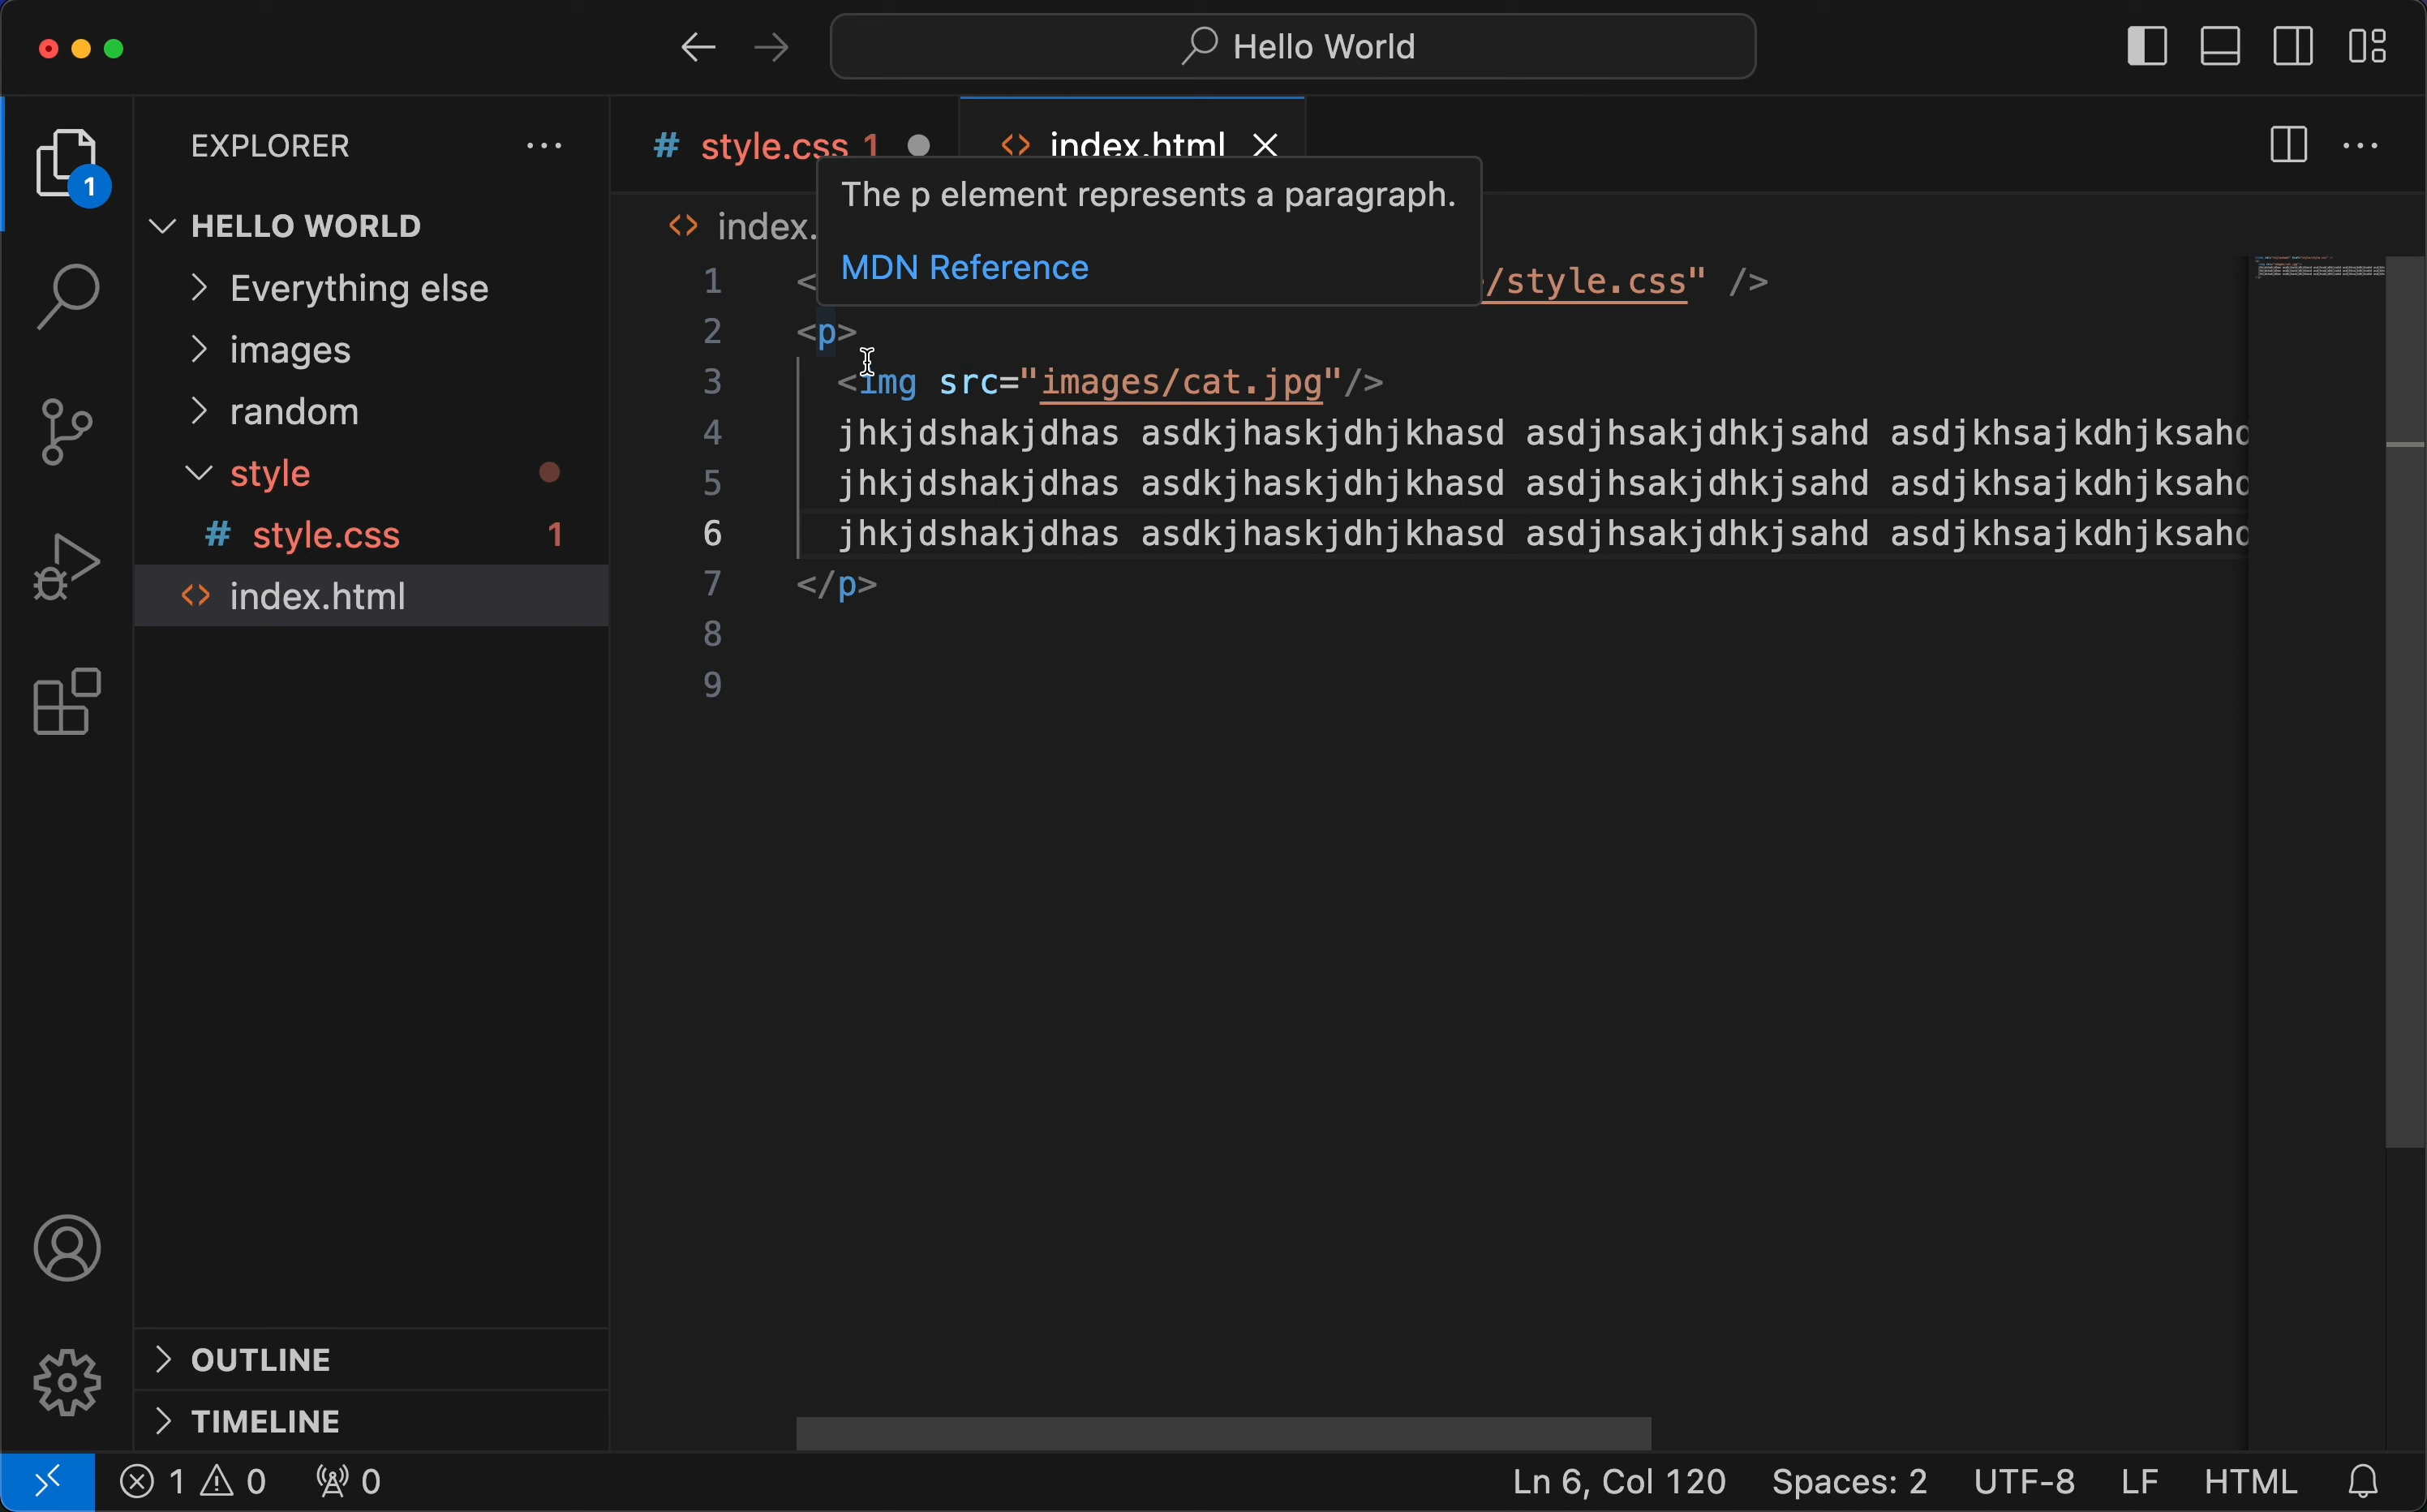 Hello World
EXPLORER
1
HELLO WORLD
Everything else
images
random
style
# style.css 1
<> index.html
OUTLINE
TIMELINE
# style.css 1
<> index.html
<> index.
The p element represents a paragraph.
MDN Reference
1 < /style.css" />
2 <p>
3 <img src="images/cat.jpg"/>
4 jhkjdshakjdhas asdkjhaskjdhjkhasd asdjhsakjdhkjsahd asdjkhsajkdhjksahd
5 jhkjdshakjdhas asdkjhaskjdhjkhasd asdjhsakjdhkjsahd asdjkhsajkdhjksahd
6 jhkjdshakjdhas asdkjhaskjdhjkhasd asdjhsakjdhkjsahd asdjkhsajkdhjksahd
7 </p>
8
9
1 0 0
Ln 6, Col 120 Spaces: 2 UTF-8 LF HTML